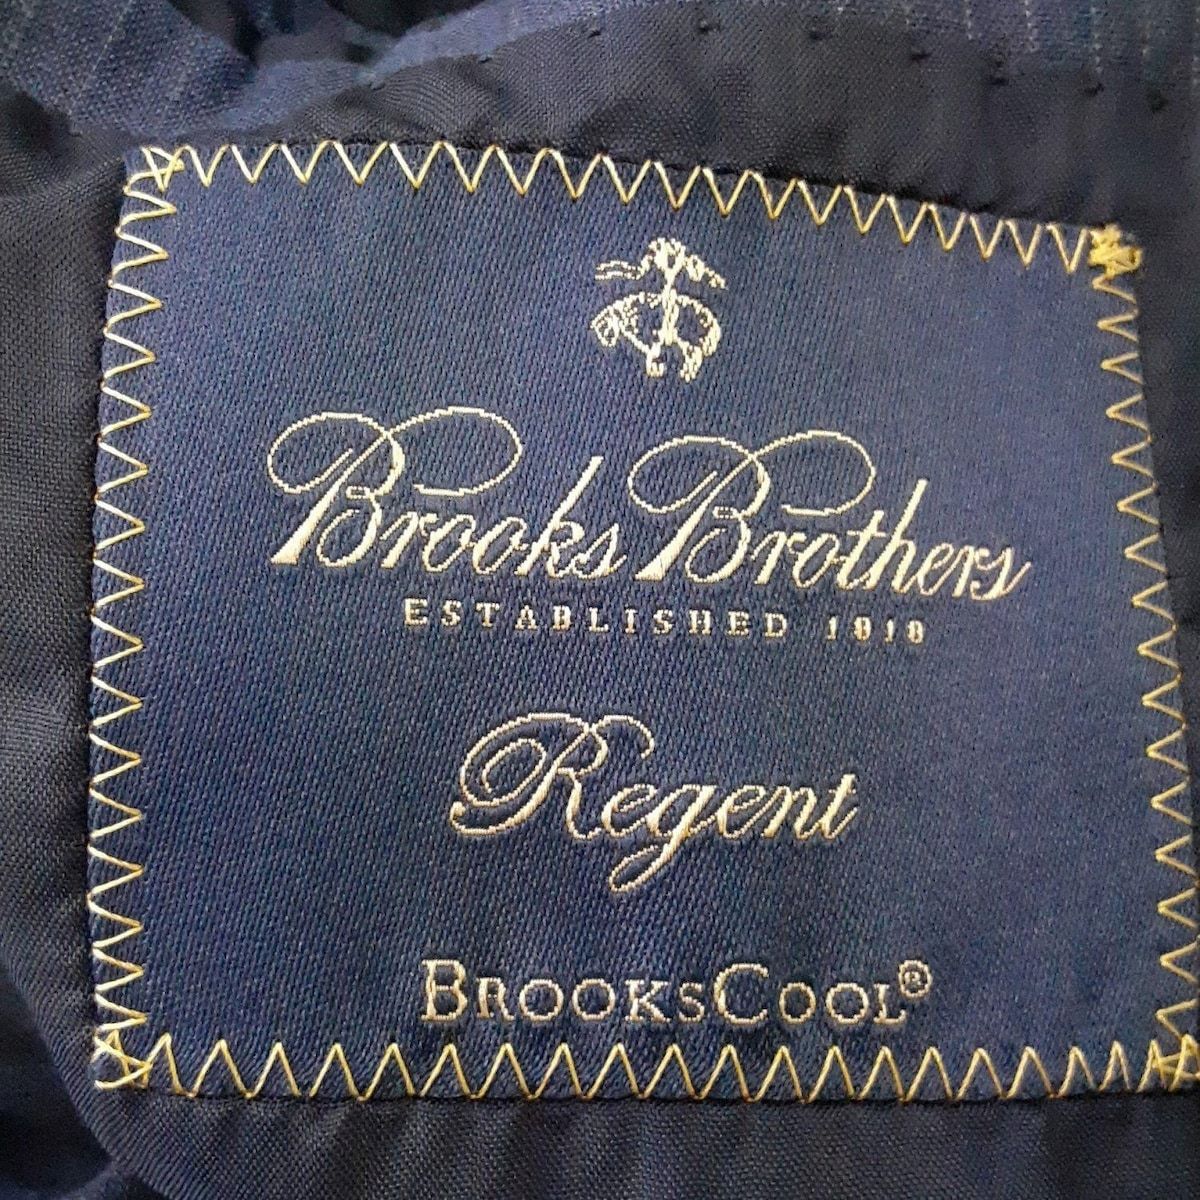 Brooks Brothers
ESTABLISHED 1818
Regent
BROOKSCOOL®